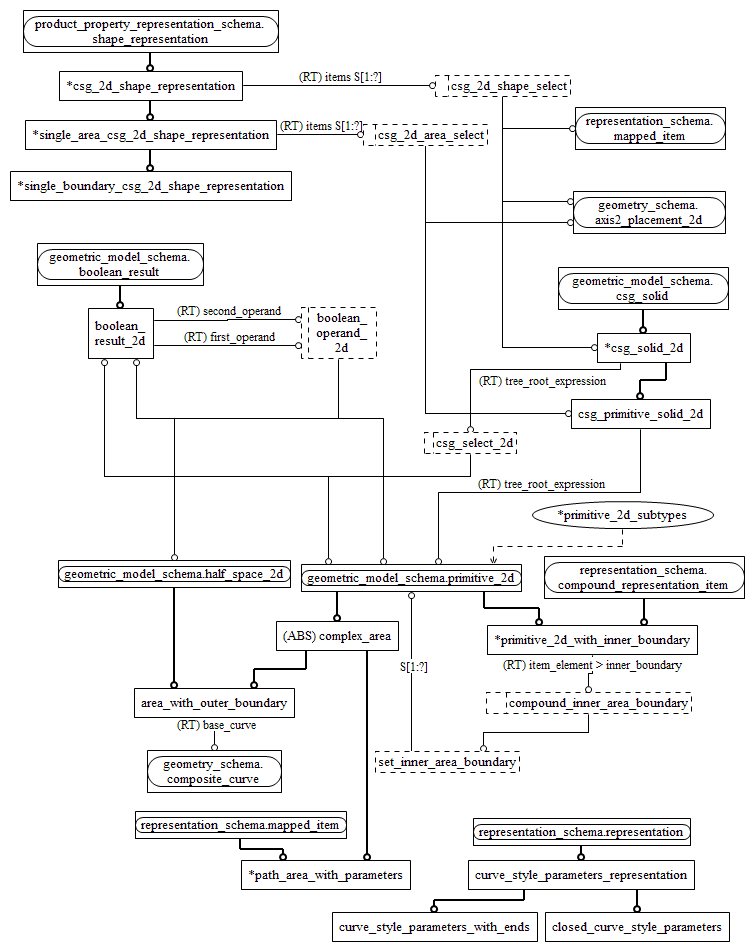 product_property_representation_schema.
shape_representation
*csg_2d_shape_representation
(RT) items S[1:?]
csg_2d_shape_select
*single_area_csg_2d_shape_representation
(RT) items S[1:?]
csg_2d_area_select
representation_schema.
mapped_item
*single_boundary_csg_2d_shape_representation
geometry_schema.
axis2_placement_2d
geometric_model_schema.
boolean_result
geometric_model_schema.
csg_solid
boolean_
result_2d
(RT) second_operand
(RT) first_operand
boolean_
operand_
2d
*csg_solid_2d
(RT) tree_root_expression
csg_primitive_solid_2d
csg_select_2d
(RT) tree_root_expression
*primitive_2d_subtypes
geometric_model_schema.half_space_2d
geometric_model_schema.primitive_2d
representation_schema.
compound_representation_item
(ABS) complex_area
*primitive_2d_with_inner_boundary
S[1:?]
(RT) item_element > inner_boundary
area_with_outer_boundary
compound_inner_area_boundary
(RT) base_curve
geometry_schema.
composite_curve
set_inner_area_boundary
representation_schema.mapped_item
representation_schema.representation
*path_area_with_parameters
curve_style_parameters_representation
curve_style_parameters_with_ends
closed_curve_style_parameters